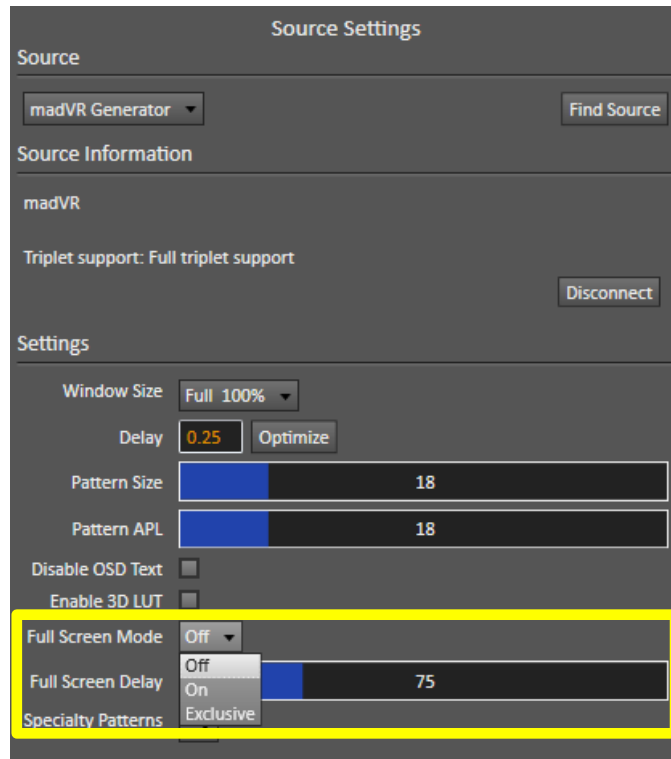 Source Settings
Source
madVR Generator
Find Source
Source Information
madVR
Triplet support: Full triplet support
Disconnect
Settings
Window Size Full 100%
Delay 0.25 Optimize
Pattern Size 18
Pattern APL 18
Disable OSD Text
Enable 3D LUT
Full Screen Mode Off
Off
Full Screen Delay 75
On
Exclusive
Specialty Patterns